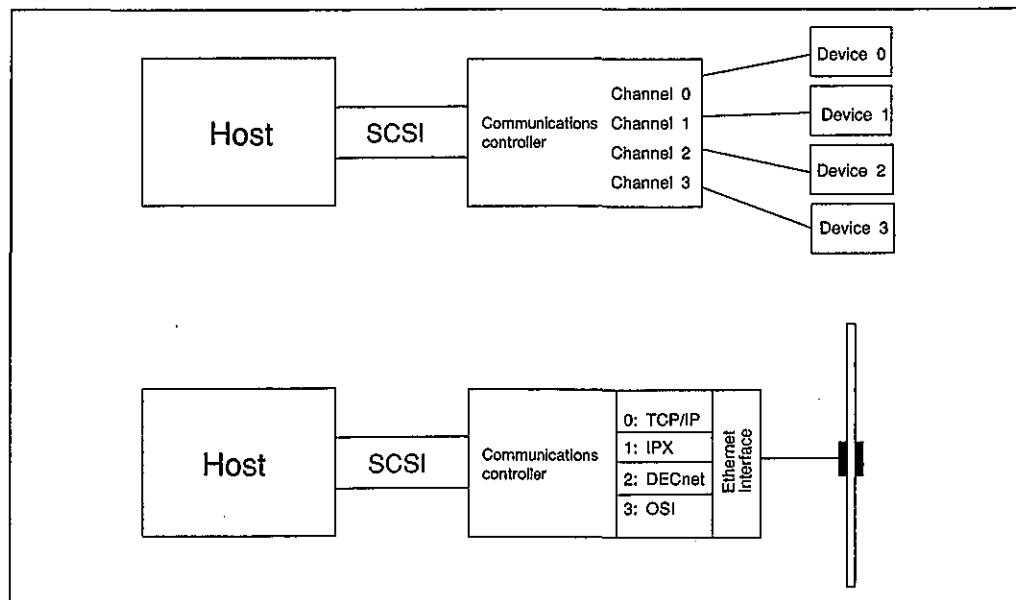 Host
SCSI
Communications
controller
Channel 0
Channel 1
Channel 2
Channel 3
Device 0
Device 1
Device 2
Device 3
Host
SCSI
Communications
controller
0: TCP/IP
1: IPX
2: DECnet
3: OSI
Ethernet
Interface